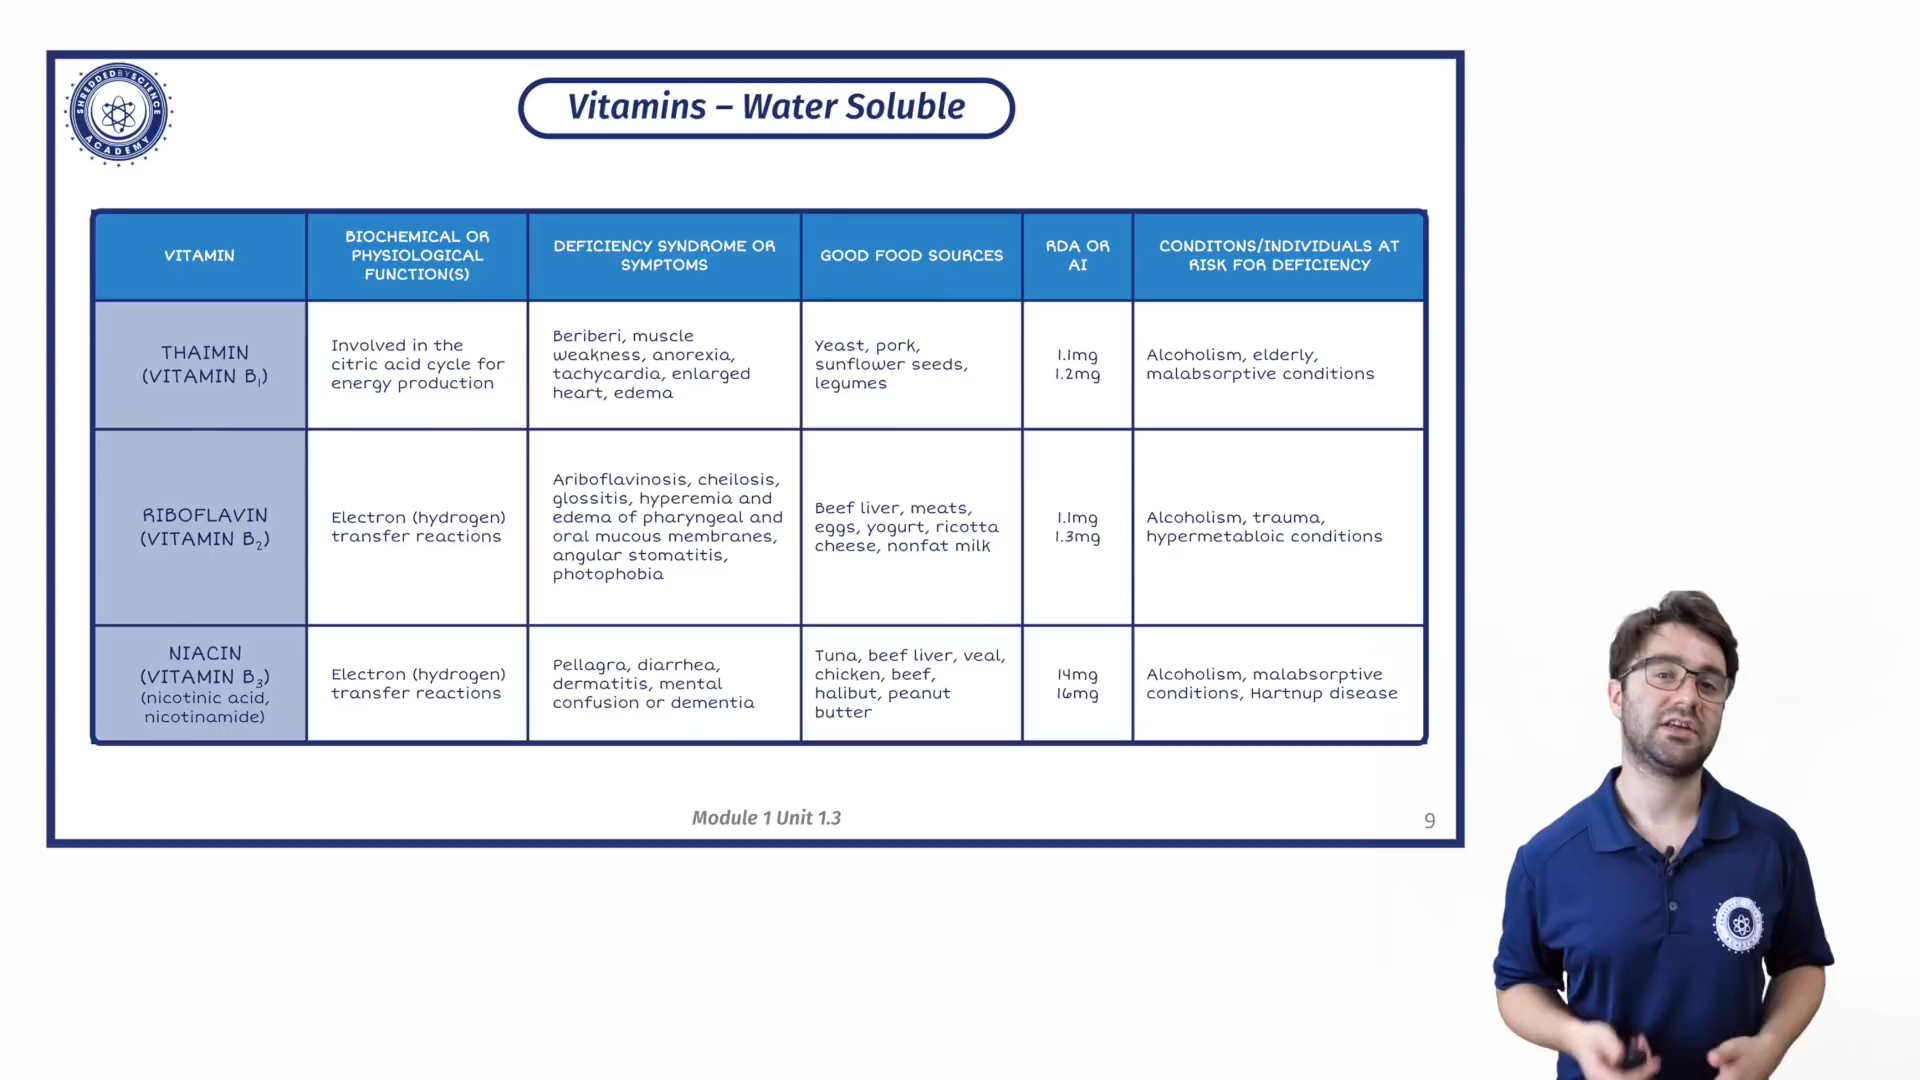 SHREDDEDBYSCIENCE
ACADEMY
Vitamins – Water Soluble
VITAMIN
BIOCHEMICAL OR
PHYSIOLOGICAL
FUNCTION(S)
DEFICIENCY SYNDROME OR
SYMPTOMS
GOOD FOOD SOURCES
RDA OR
AI
CONDITONS/INDIVIDUALS AT
RISK FOR DEFICIENCY
THAIMIN
(VITAMIN B₁)
Involved in the
citric acid cycle for
energy production
Beriberi, muscle
weakness, anorexia,
tachycardia, enlarged
heart, edema
Yeast, pork,
sunflower seeds,
legumes
1.1mg
1.2mg
Alcoholism, elderly,
malabsorptive conditions
RIBOFLAVIN
(VITAMIN B₂)
Electron (hydrogen)
transfer reactions
Ariboflavinosis, cheilosis,
glossitis, hyperemia and
edema of pharyngeal and
oral mucous membranes,
angular stomatitis,
photophobia
Beef liver, meats,
eggs, yogurt, ricotta
cheese, nonfat milk
1.1mg
1.3mg
Alcoholism, trauma,
hypermetabloic conditions
NIACIN
(VITAMIN B₃)
(nicotinic acid,
nicotinamide)
Electron (hydrogen)
transfer reactions
Pellagra, diarrhea,
dermatitis, mental
confusion or dementia
Tuna, beef liver, veal,
chicken, beef,
halibut, peanut
butter
14mg
16mg
Alcoholism, malabsorptive
conditions, Hartnup disease
Module 1 Unit 1.3
9